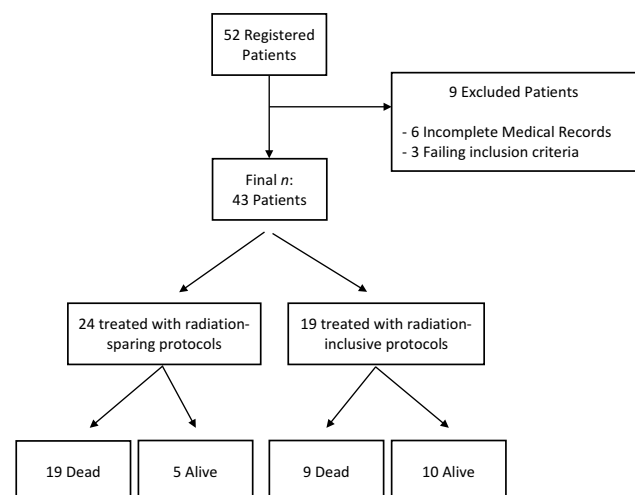 52 Registered
Patients
9 Excluded Patients
- 6 Incomplete Medical Records
- 3 Failing inclusion criteria
Final n:
43 Patients
24 treated with radiation-
sparing protocols
19 treated with radiation-
inclusive protocols
19 Dead
5 Alive
9 Dead
10 Alive